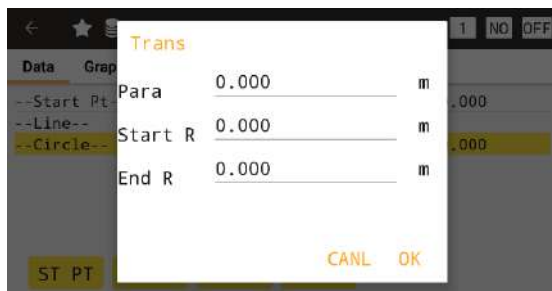 1 NO OFF
Trans
Data Grap
Para 0.000 m
--Start Pt- .000
--Line--
Start R 0.000 m
--Circle-- .000
End R 0.000 m
CANL OK
ST PT